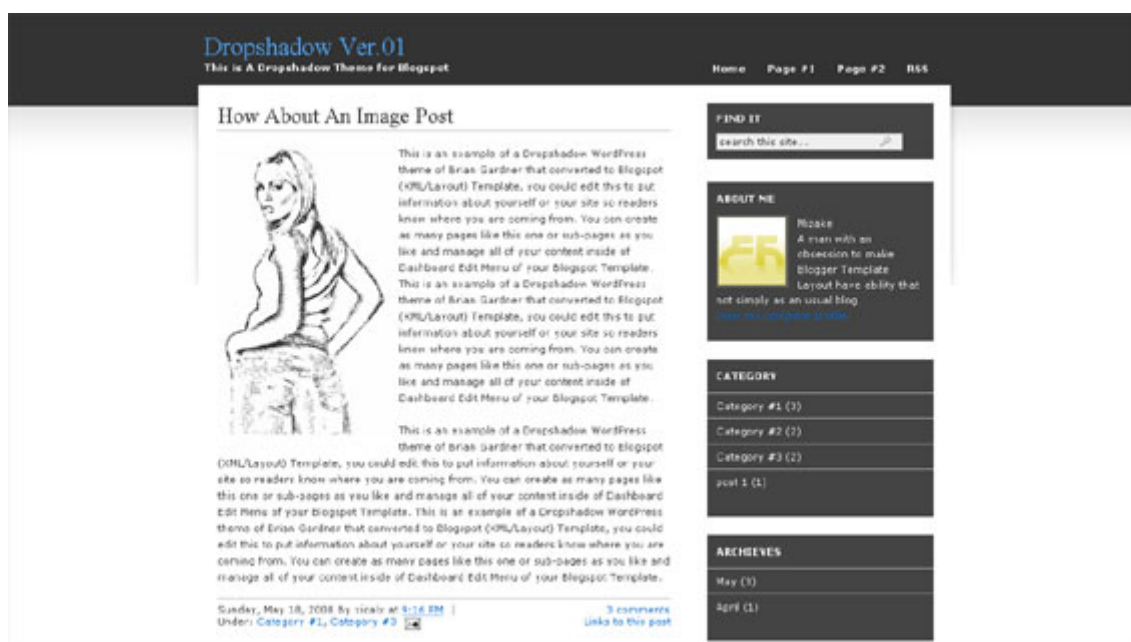 Dropshadow Ver.01
This is A Dropshadow Theme for Blogspot
Home Page #1 Page #2 RSS
How About An Image Post
This is an example of a Dropshadow WordPress
theme of Brian Gardner that converted to Blogspot
(XML/Layout) Template, you could edit this to put
information about yourself or your site so readers
know where you are coming from. You can create
as many pages like this one or sub-pages as you
like and manage all of your content inside of
Dashboard Edit Menu of your Blogspot Template.
This is an example of a Dropshadow WordPress
theme of Brian Gardner that converted to Blogspot
(XML/Layout) Template, you could edit this to put
information about yourself or your site so readers
know where you are coming from. You can create
as many pages like this one or sub-pages as you
like and manage all of your content inside of
Dashboard Edit Menu of your Blogspot Template.
This is an example of a Dropshadow WordPress
theme of Brian Gardner that converted to Blogspot
(XML/Layout) Template, you could edit this to put information about yourself or your
site so readers know where you are coming from. You can create as many pages like
this one or sub-pages as you like and manage all of your content inside of Dashboard
Edit Menu of your Blogspot Template. This is an example of a Dropshadow WordPress
theme of Brian Gardner that converted to Blogspot (XML/Layout) Template, you could
edit this to put information about yourself or your site so readers know where you are
coming from. You can create as many pages like this one or sub-pages as you like and
manage all of your content inside of Dashboard Edit Menu of your Blogspot Template.
Sunday, May 18, 2008 By at 9:16 PM |
Under: Category #1, Category #3
3 comments
Links to this post
FIND IT
search this site...
ABOUT ME
A man with an
obsession to make
Blogger Template
Layout have ability that
not simply as an usual blog
CATEGORY
Category #1 (3)
Category #2 (2)
Category #3 (2)
post 1 (1)
ARCHIEVES
May (3)
April (1)